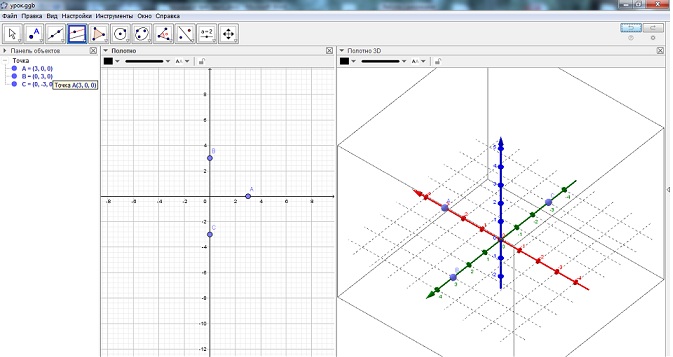 урок.ggb
Файл Правка Вид Настройки Инструменты Окно Справка
a=2
Панель объектов
Полотно
Полотно 3D
Точка
A = (3, 0, 0)
B = (0, 3, 0)
C = (0, -3, 0
Точка A(3, 0, 0)
8
6
4
2
0
-2
-4
-6
-8
-10
-12
-8 -6 -4 -2 0 2 4 6 8
B
A
C